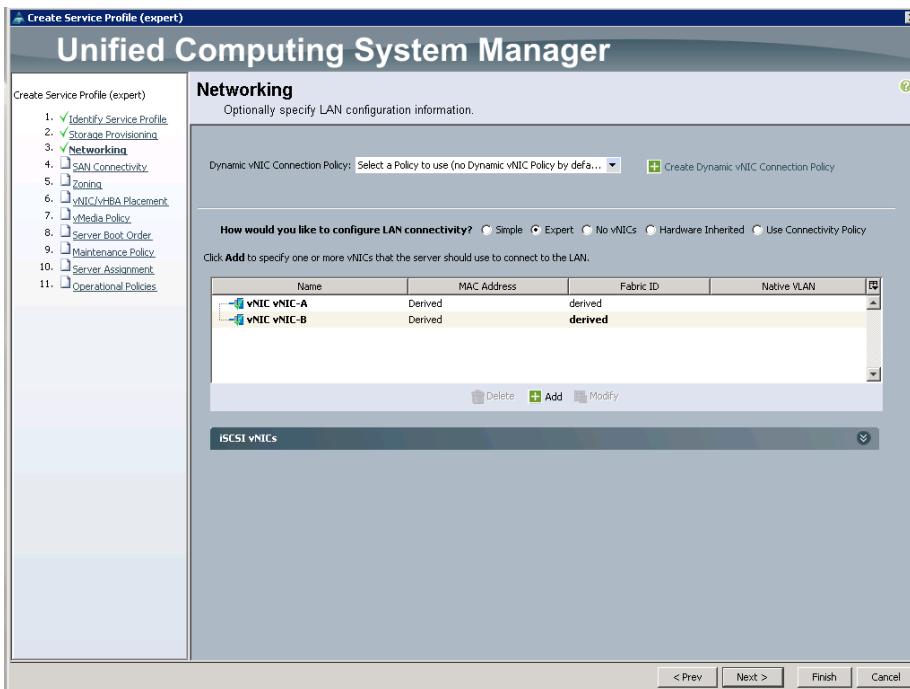 Create Service Profile (expert)
Unified Computing System Manager
Create Service Profile (expert)
1. Identify Service Profile
2. Storage Provisioning
3. Networking
4. SAN Connectivity
5. Zoning
6. vNIC/vHBA Placement
7. vMedia Policy
8. Server Boot Order
9. Maintenance Policy
10. Server Assignment
11. Operational Policies
Networking
Optionally specify LAN configuration information.
Dynamic vNIC Connection Policy: Select a Policy to use (no Dynamic vNIC Policy by defa... Create Dynamic vNIC Connection Policy
How would you like to configure LAN connectivity? Simple Expert No vNICs Hardware Inherited Use Connectivity Policy
Click Add to specify one or more vNICs that the server should use to connect to the LAN.
Name MAC Address Fabric ID Native VLAN
vNIC vNIC-A Derived derived
vNIC vNIC-B Derived derived
Delete Add Modify
iSCSI vNICs
< Prev Next > Finish Cancel